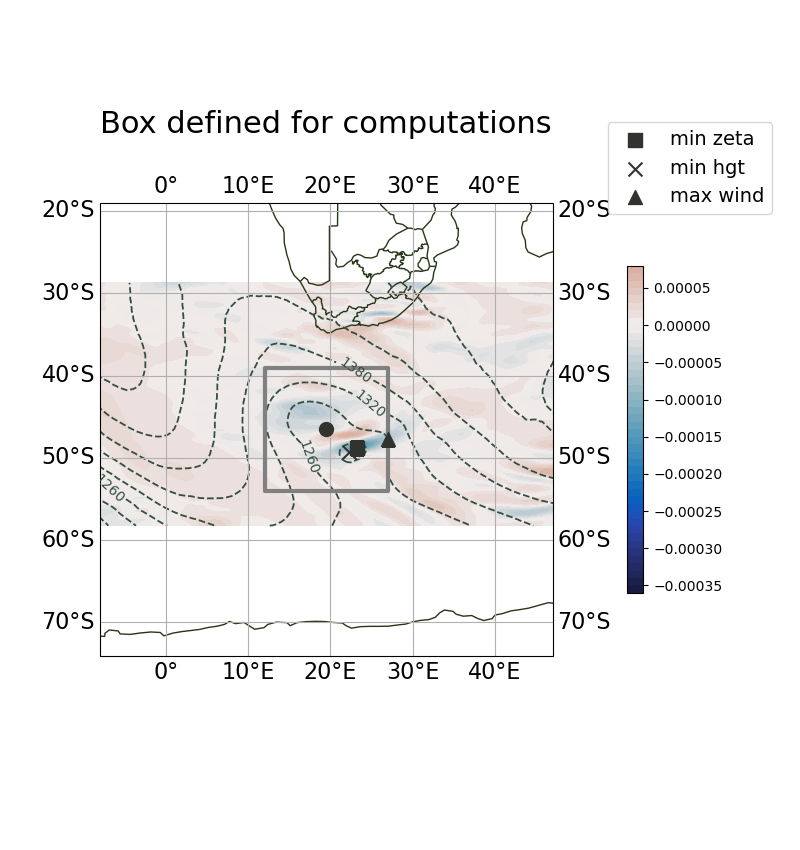 Box defined for computations
min zeta
min hgt
max wind
0° 10°E 20°E 30°E 40°E
20°S 20°S
30°S 30°S
40°S 40°S
50°S 50°S
60°S 60°S
70°S 70°S
0° 10°E 20°E 30°E 40°E
1380
1320
1260
1260
0.00005
0.00000
−0.00005
−0.00010
−0.00015
−0.00020
−0.00025
−0.00030
−0.00035